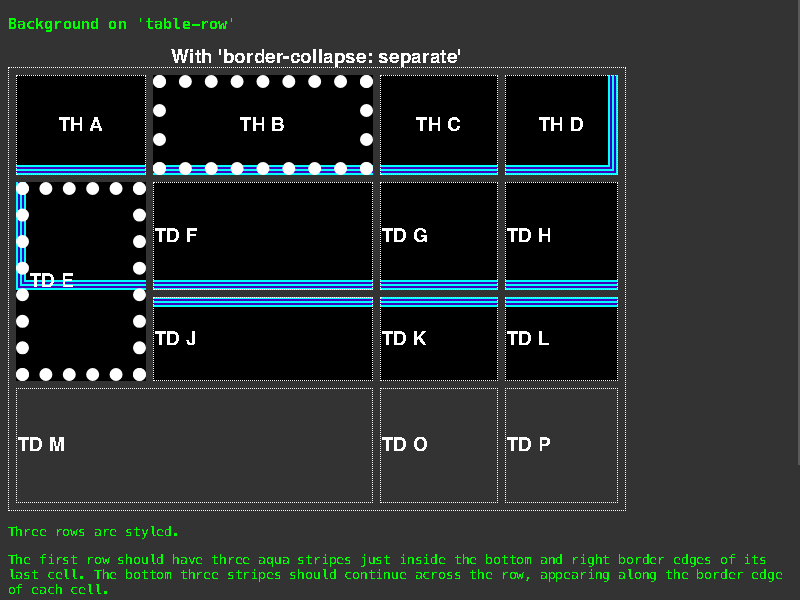 Background on 'table-row'
With 'border-collapse: separate'
TH A TH B TH C TH D
TD E TD F TD G TD H
TD J TD K TD L
TD M TD O TD P
Three rows are styled.
The first row should have three aqua stripes just inside the bottom and right border edges of its
last cell. The bottom three stripes should continue across the row, appearing along the border edge
of each cell.